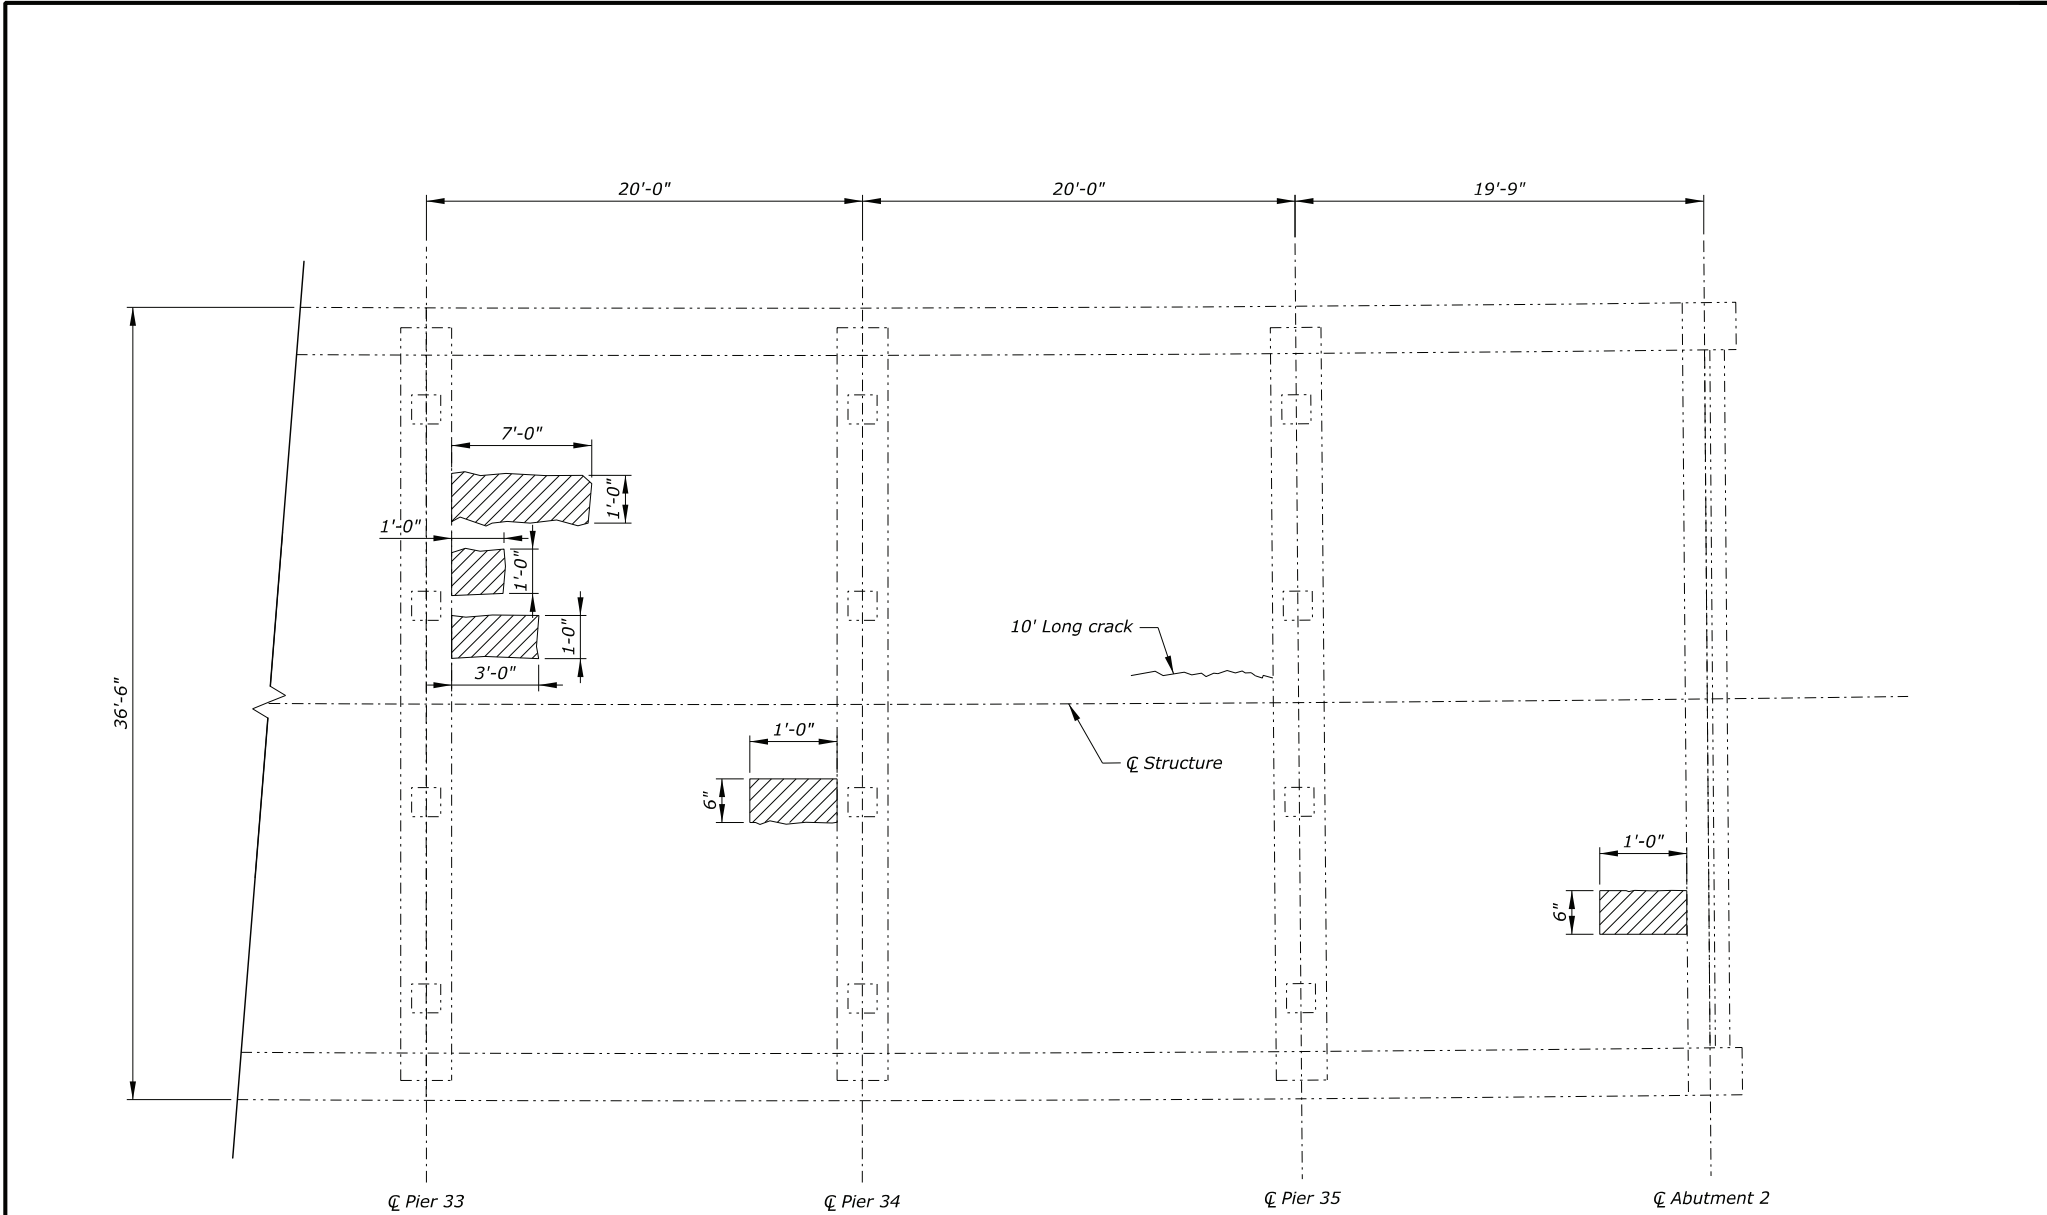 20'-0" 20'-0" 19'-9"
7'-0"
1'-0"
1'-0"
1'-0"
1-0"
3'-0"
10' Long crack
36'-6"
1'-0"
℄ Structure
6"
1'-0"
6"
℄ Pier 33 ℄ Pier 34 ℄ Pier 35 ℄ Abutment 2